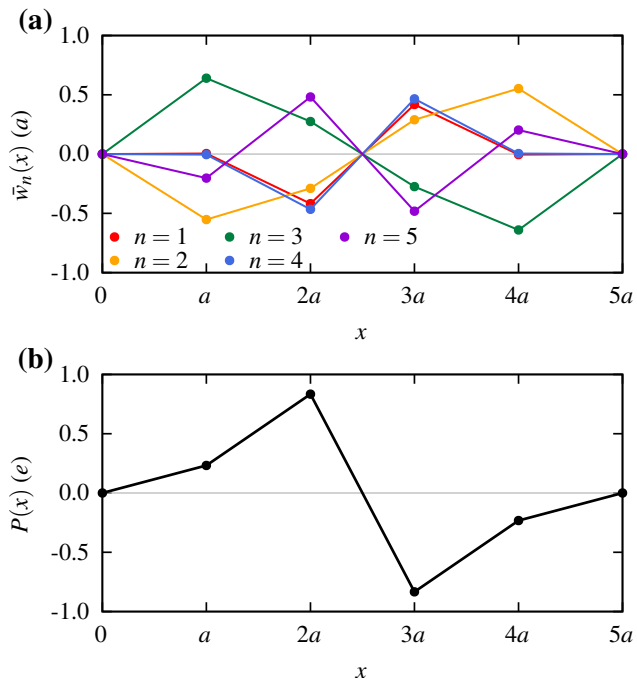 (a)
w̄ₙ(x) (a)
1.0
0.5
0.0
-0.5
-1.0
n = 1 n = 3 n = 5
n = 2 n = 4
0 a 2a 3a 4a 5a
x
(b)
P(x) (e)
1.0
0.5
0.0
-0.5
-1.0
0 a 2a 3a 4a 5a
x